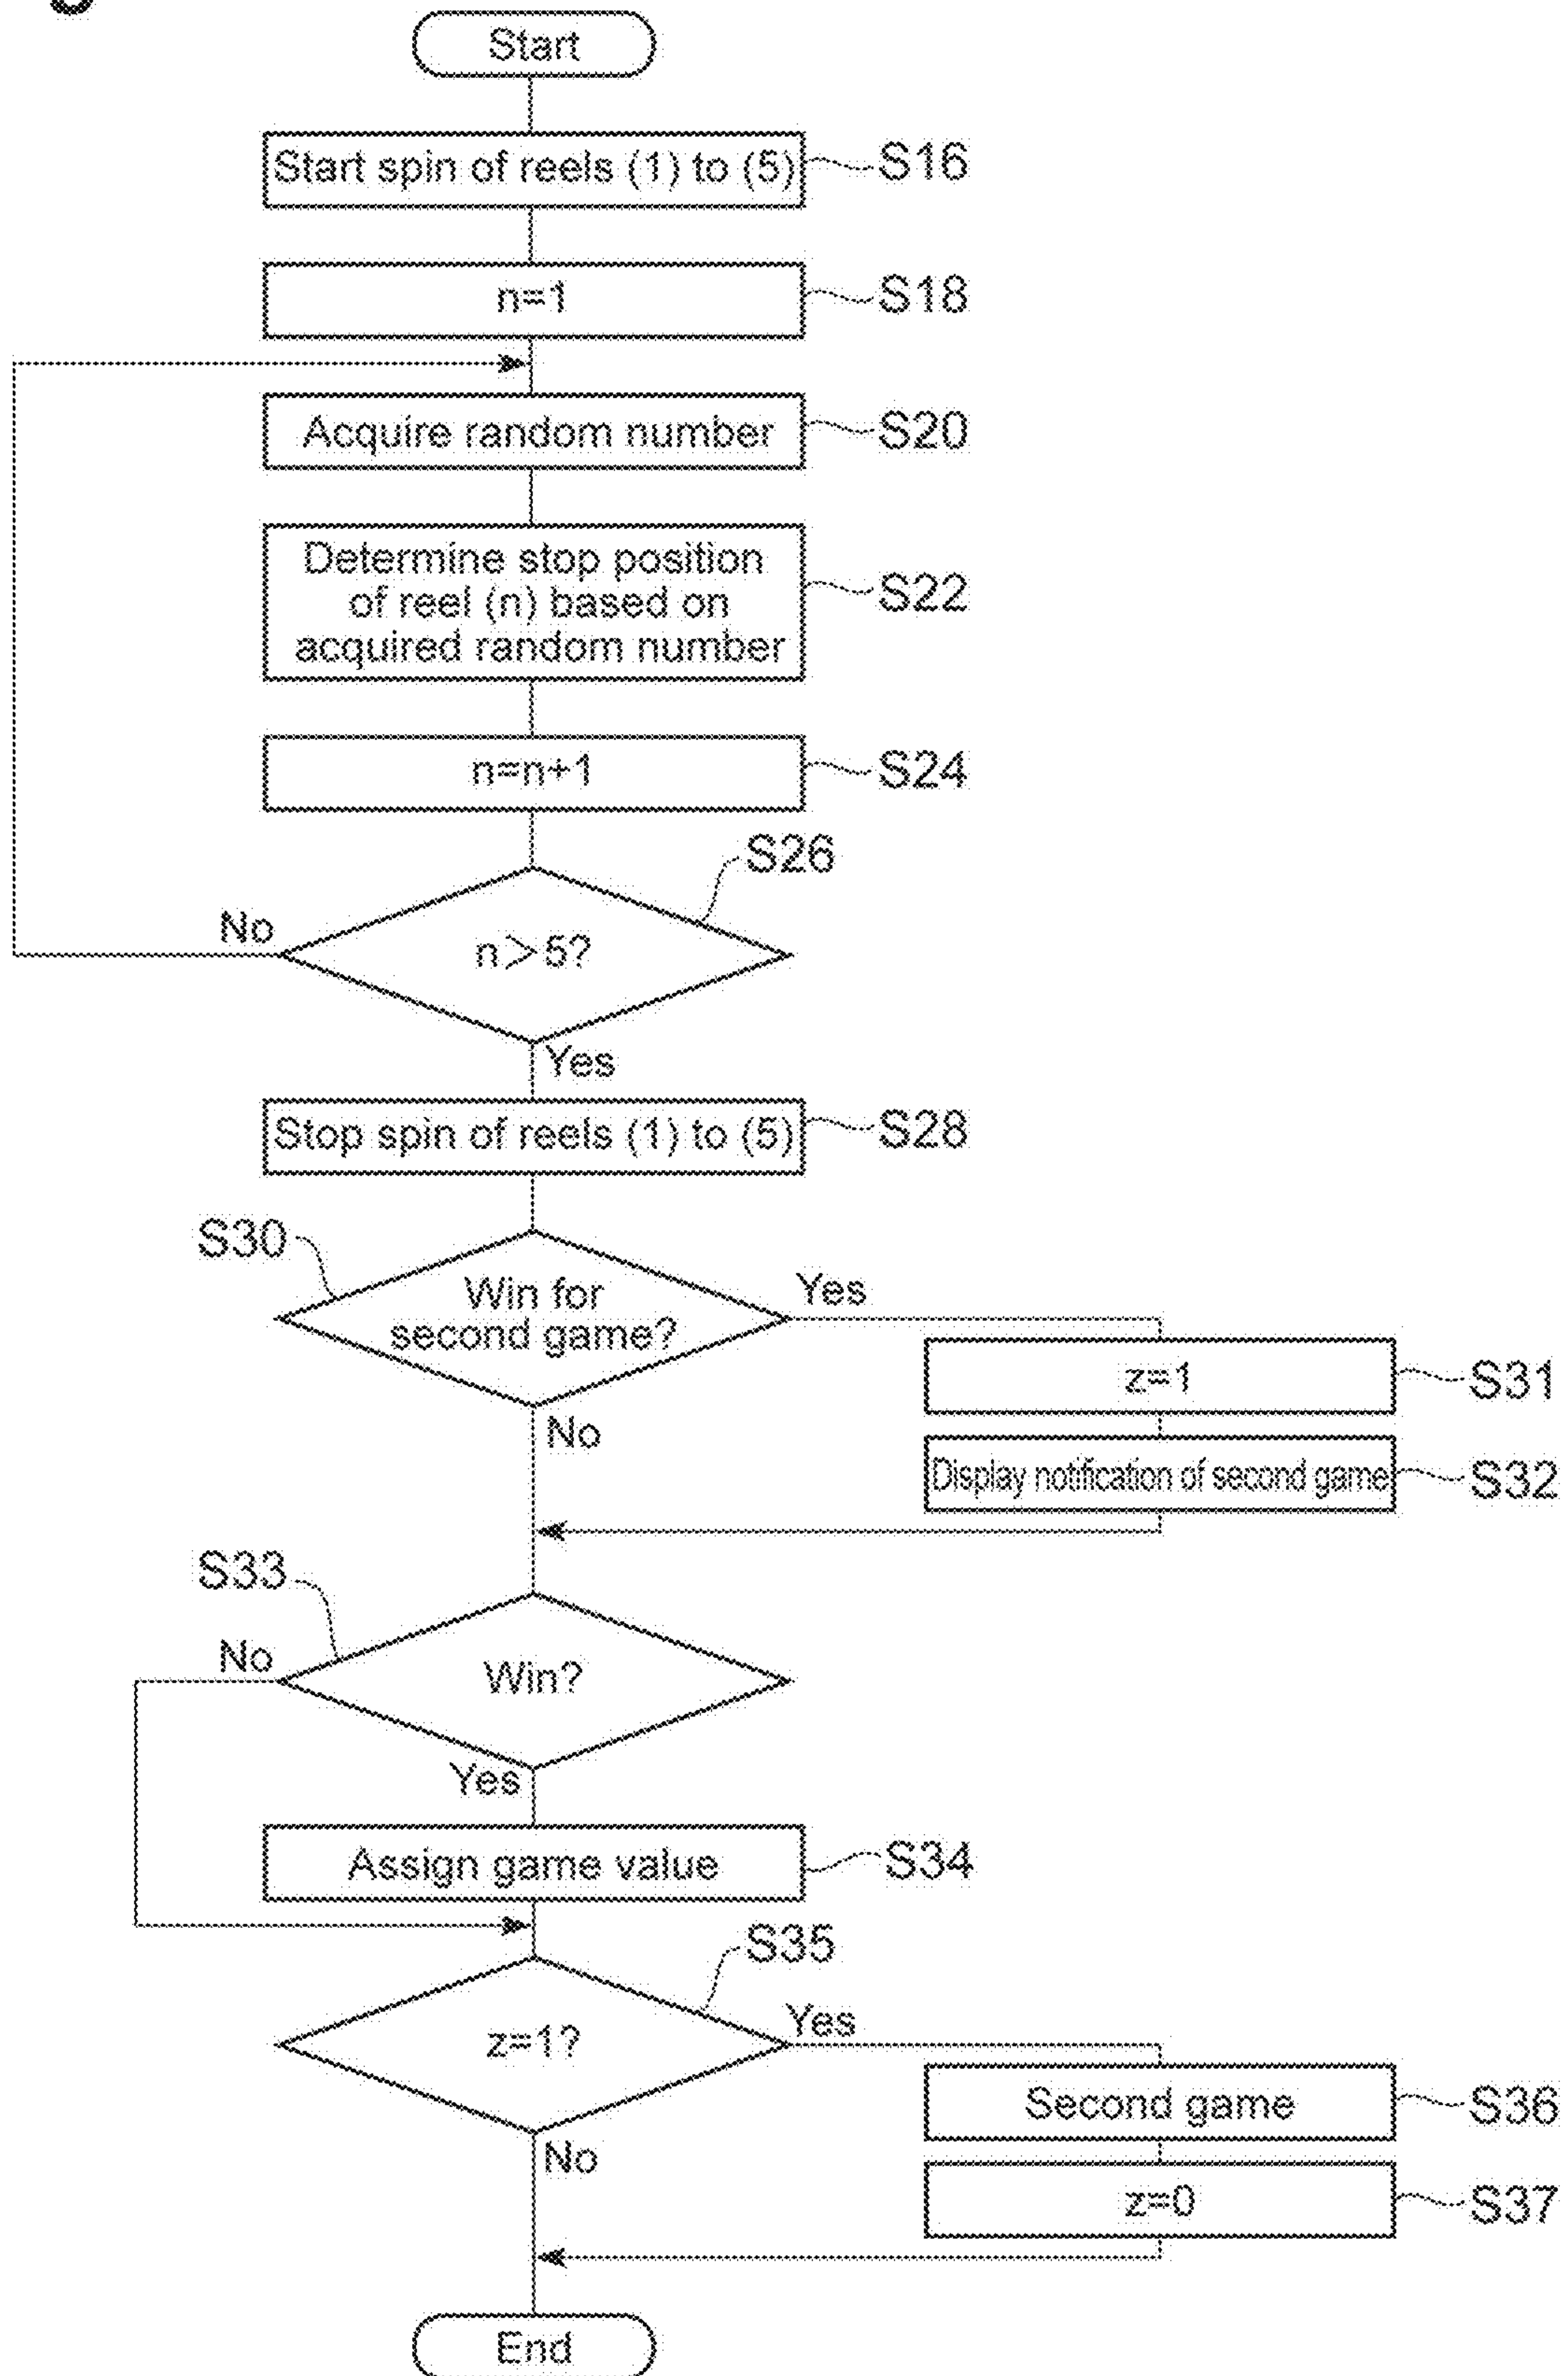 Start
Start spin of reels (1) to (5)
S16
n=1
S18
Acquire random number
S20
Determine stop position
of reel (n) based on
acquired random number
S22
n=n+1
S24
S26
No
n>5?
Yes
Stop spin of reels (1) to (5)
S28
S30
Win for
second game?
Yes
z=1
S31
No
Display notification of second game
S32
S33
No
Win?
Yes
Assign game value
S34
S35
z=1?
Yes
Second game
S36
No
z=0
S37
End